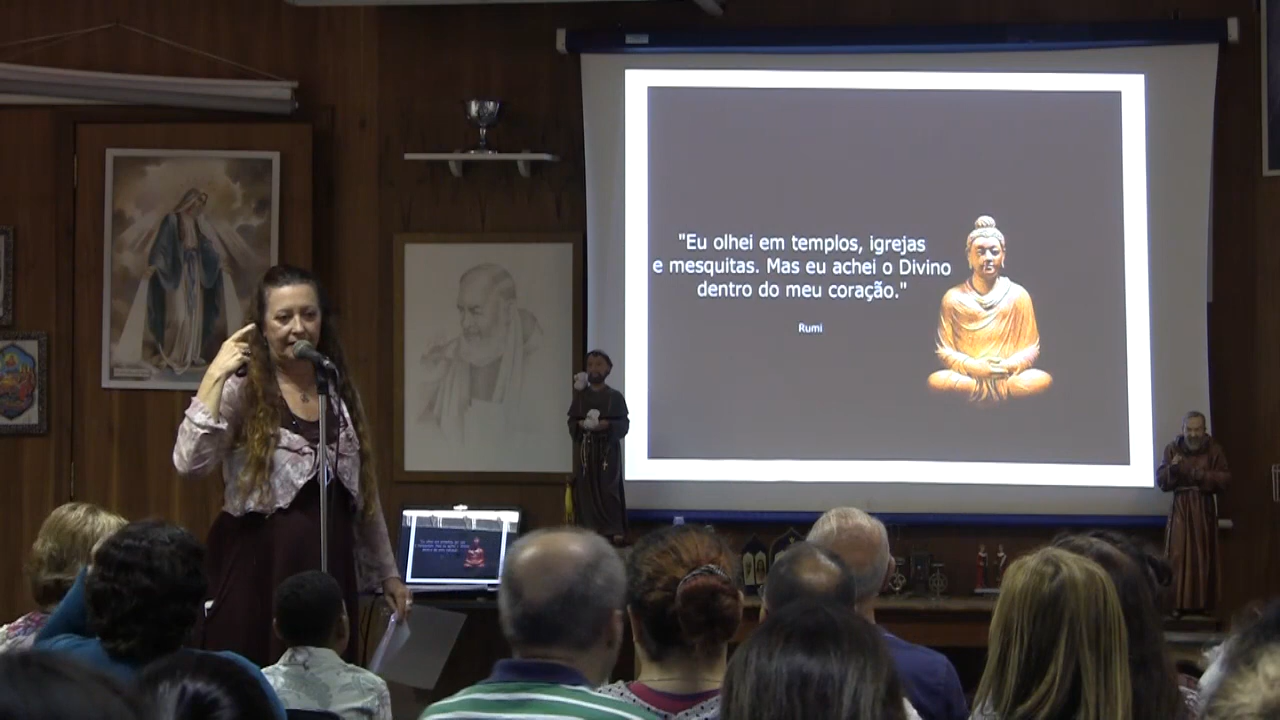 "Eu olhei em templos, igrejas
e mesquitas. Mas eu achei o Divino
dentro do meu coração."
Rumi